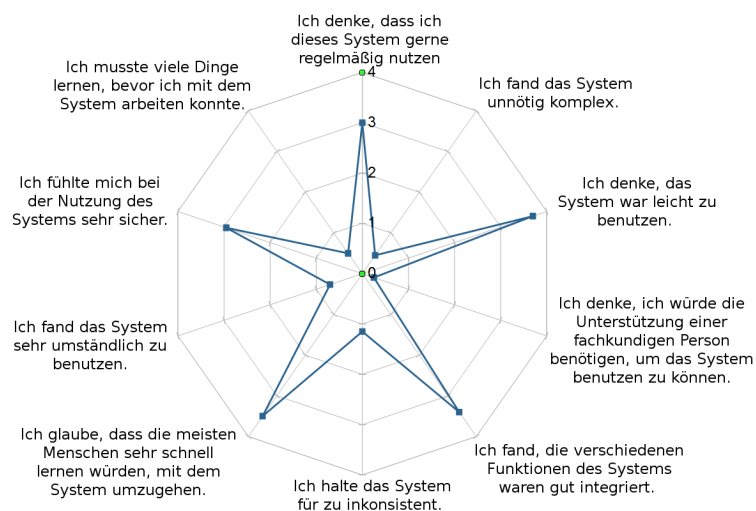 Ich denke, dass ich
dieses System gerne
regelmäßig nutzen
4
Ich fand das System
unnötig komplex.
Ich denke, das
System war leicht zu
benutzen.
Ich denke, ich würde die
Unterstützung einer
fachkundigen Person
benötigen, um das System
benutzen zu können.
Ich fand, die verschiedenen
Funktionen des Systems
waren gut integriert.
Ich halte das System
für zu inkonsistent.
Ich glaube, dass die meisten
Menschen sehr schnell
lernen würden, mit dem
System umzugehen.
Ich fand das System
sehr umständlich zu
benutzen.
Ich fühlte mich bei
der Nutzung des
Systems sehr sicher.
Ich musste viele Dinge
lernen, bevor ich mit dem
System arbeiten konnte.
3
2
1
0